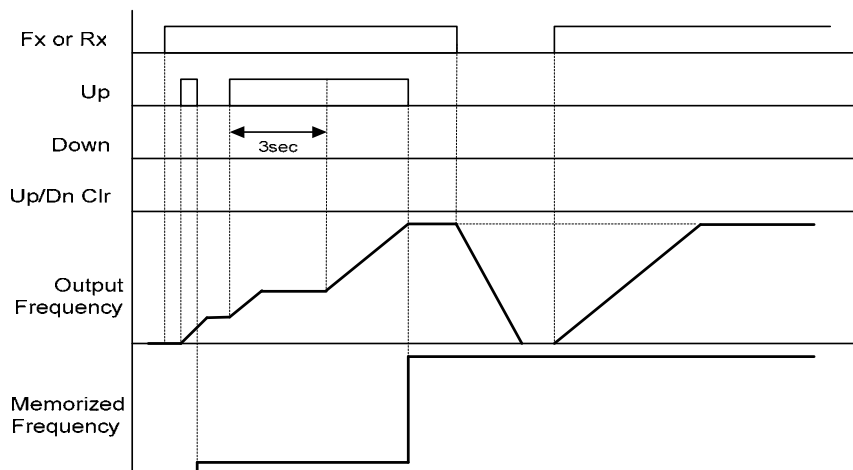 Fx or Rx
Up
3sec
Down
Up/Dn Clr
Output
Frequency
Memorized
Frequency